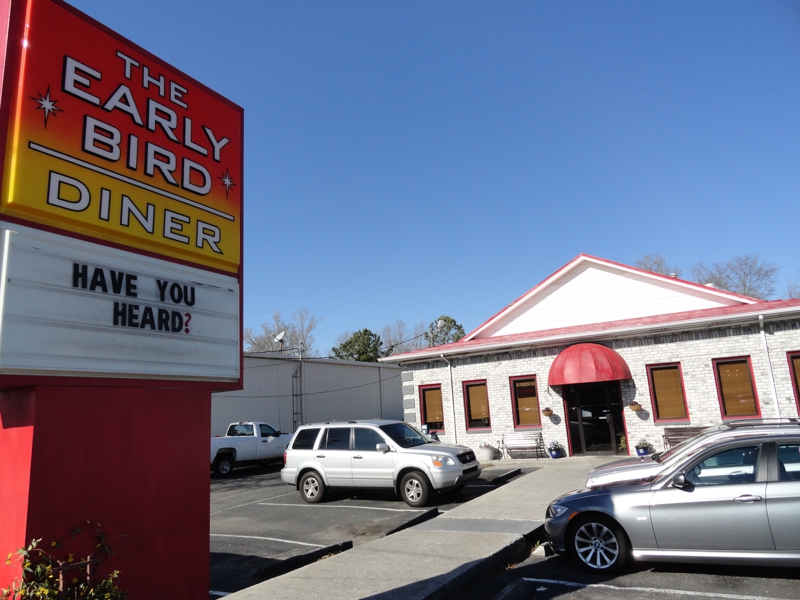 THE
EARLY
BIRD
DINER
HAVE YOU
HEARD?